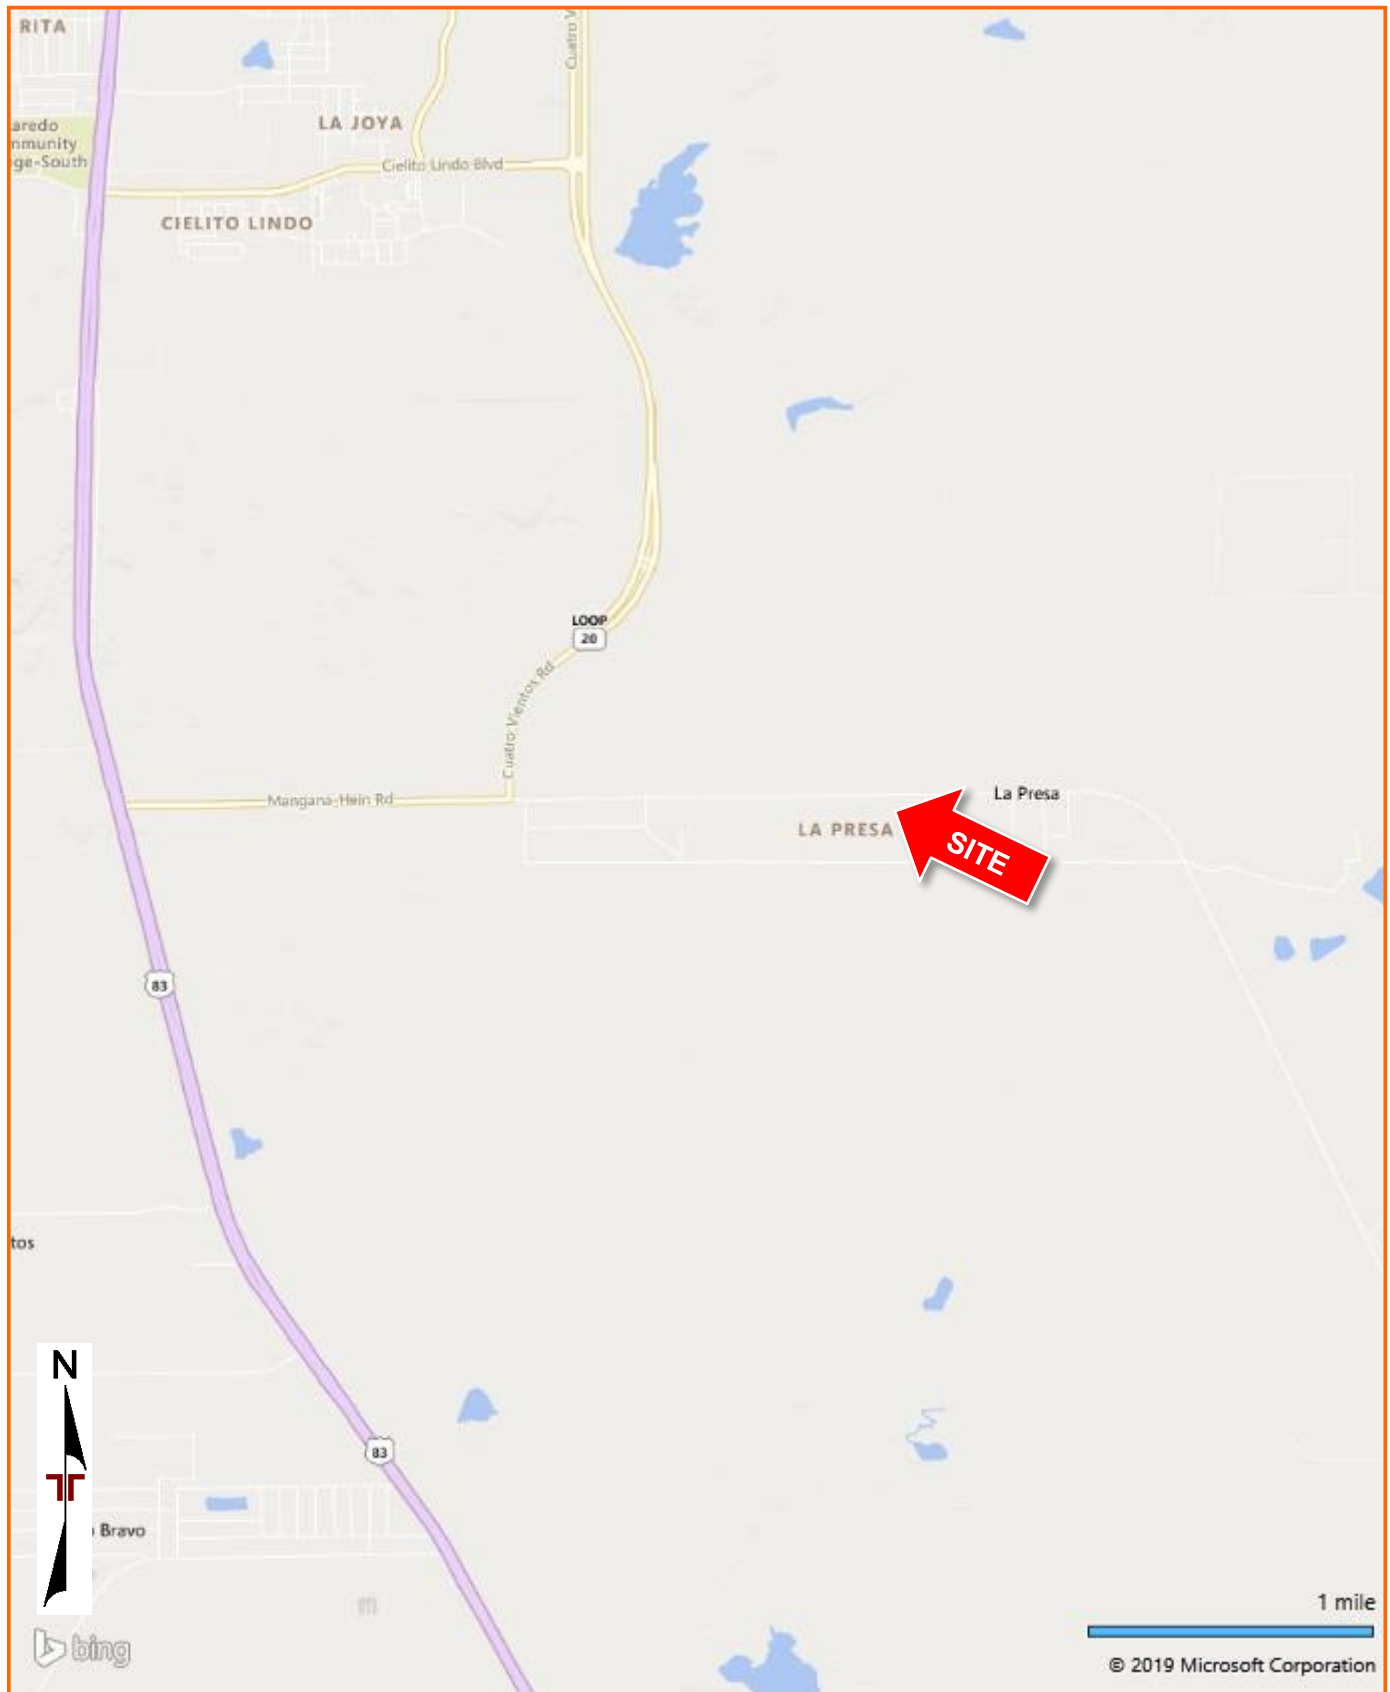 RITA
Cuatro V
LA JOYA
aredo
nmunity
ge-South
Cielito Lindo Blvd
CIELITO LINDO
LOOP
20
Cuatro Vientos Rd
Mangana-Hein Rd
La Presa
LA PRESA
SITE
83
tos
N
83
Bravo
1 mile
bing
© 2019 Microsoft Corporation